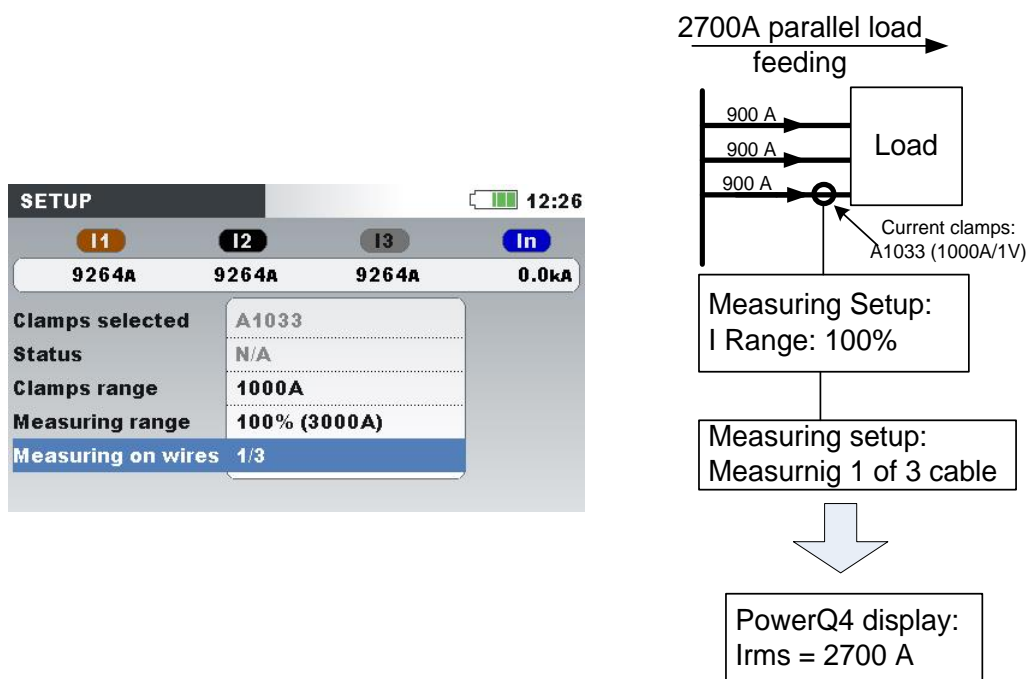 SETUP
12:26
I1 I2 I3 In
9264A 9264A 9264A 0.0kA
Clamps selected A1033
Status N/A
Clamps range 1000A
Measuring range 100% (3000A)
Measuring on wires 1/3
2700A parallel load
feeding
900 A
900 A
900 A
Load
Current clamps:
A1033 (1000A/1V)
Measuring Setup:
I Range: 100%
Measuring setup:
Measurnig 1 of 3 cable
PowerQ4 display:
Irms = 2700 A